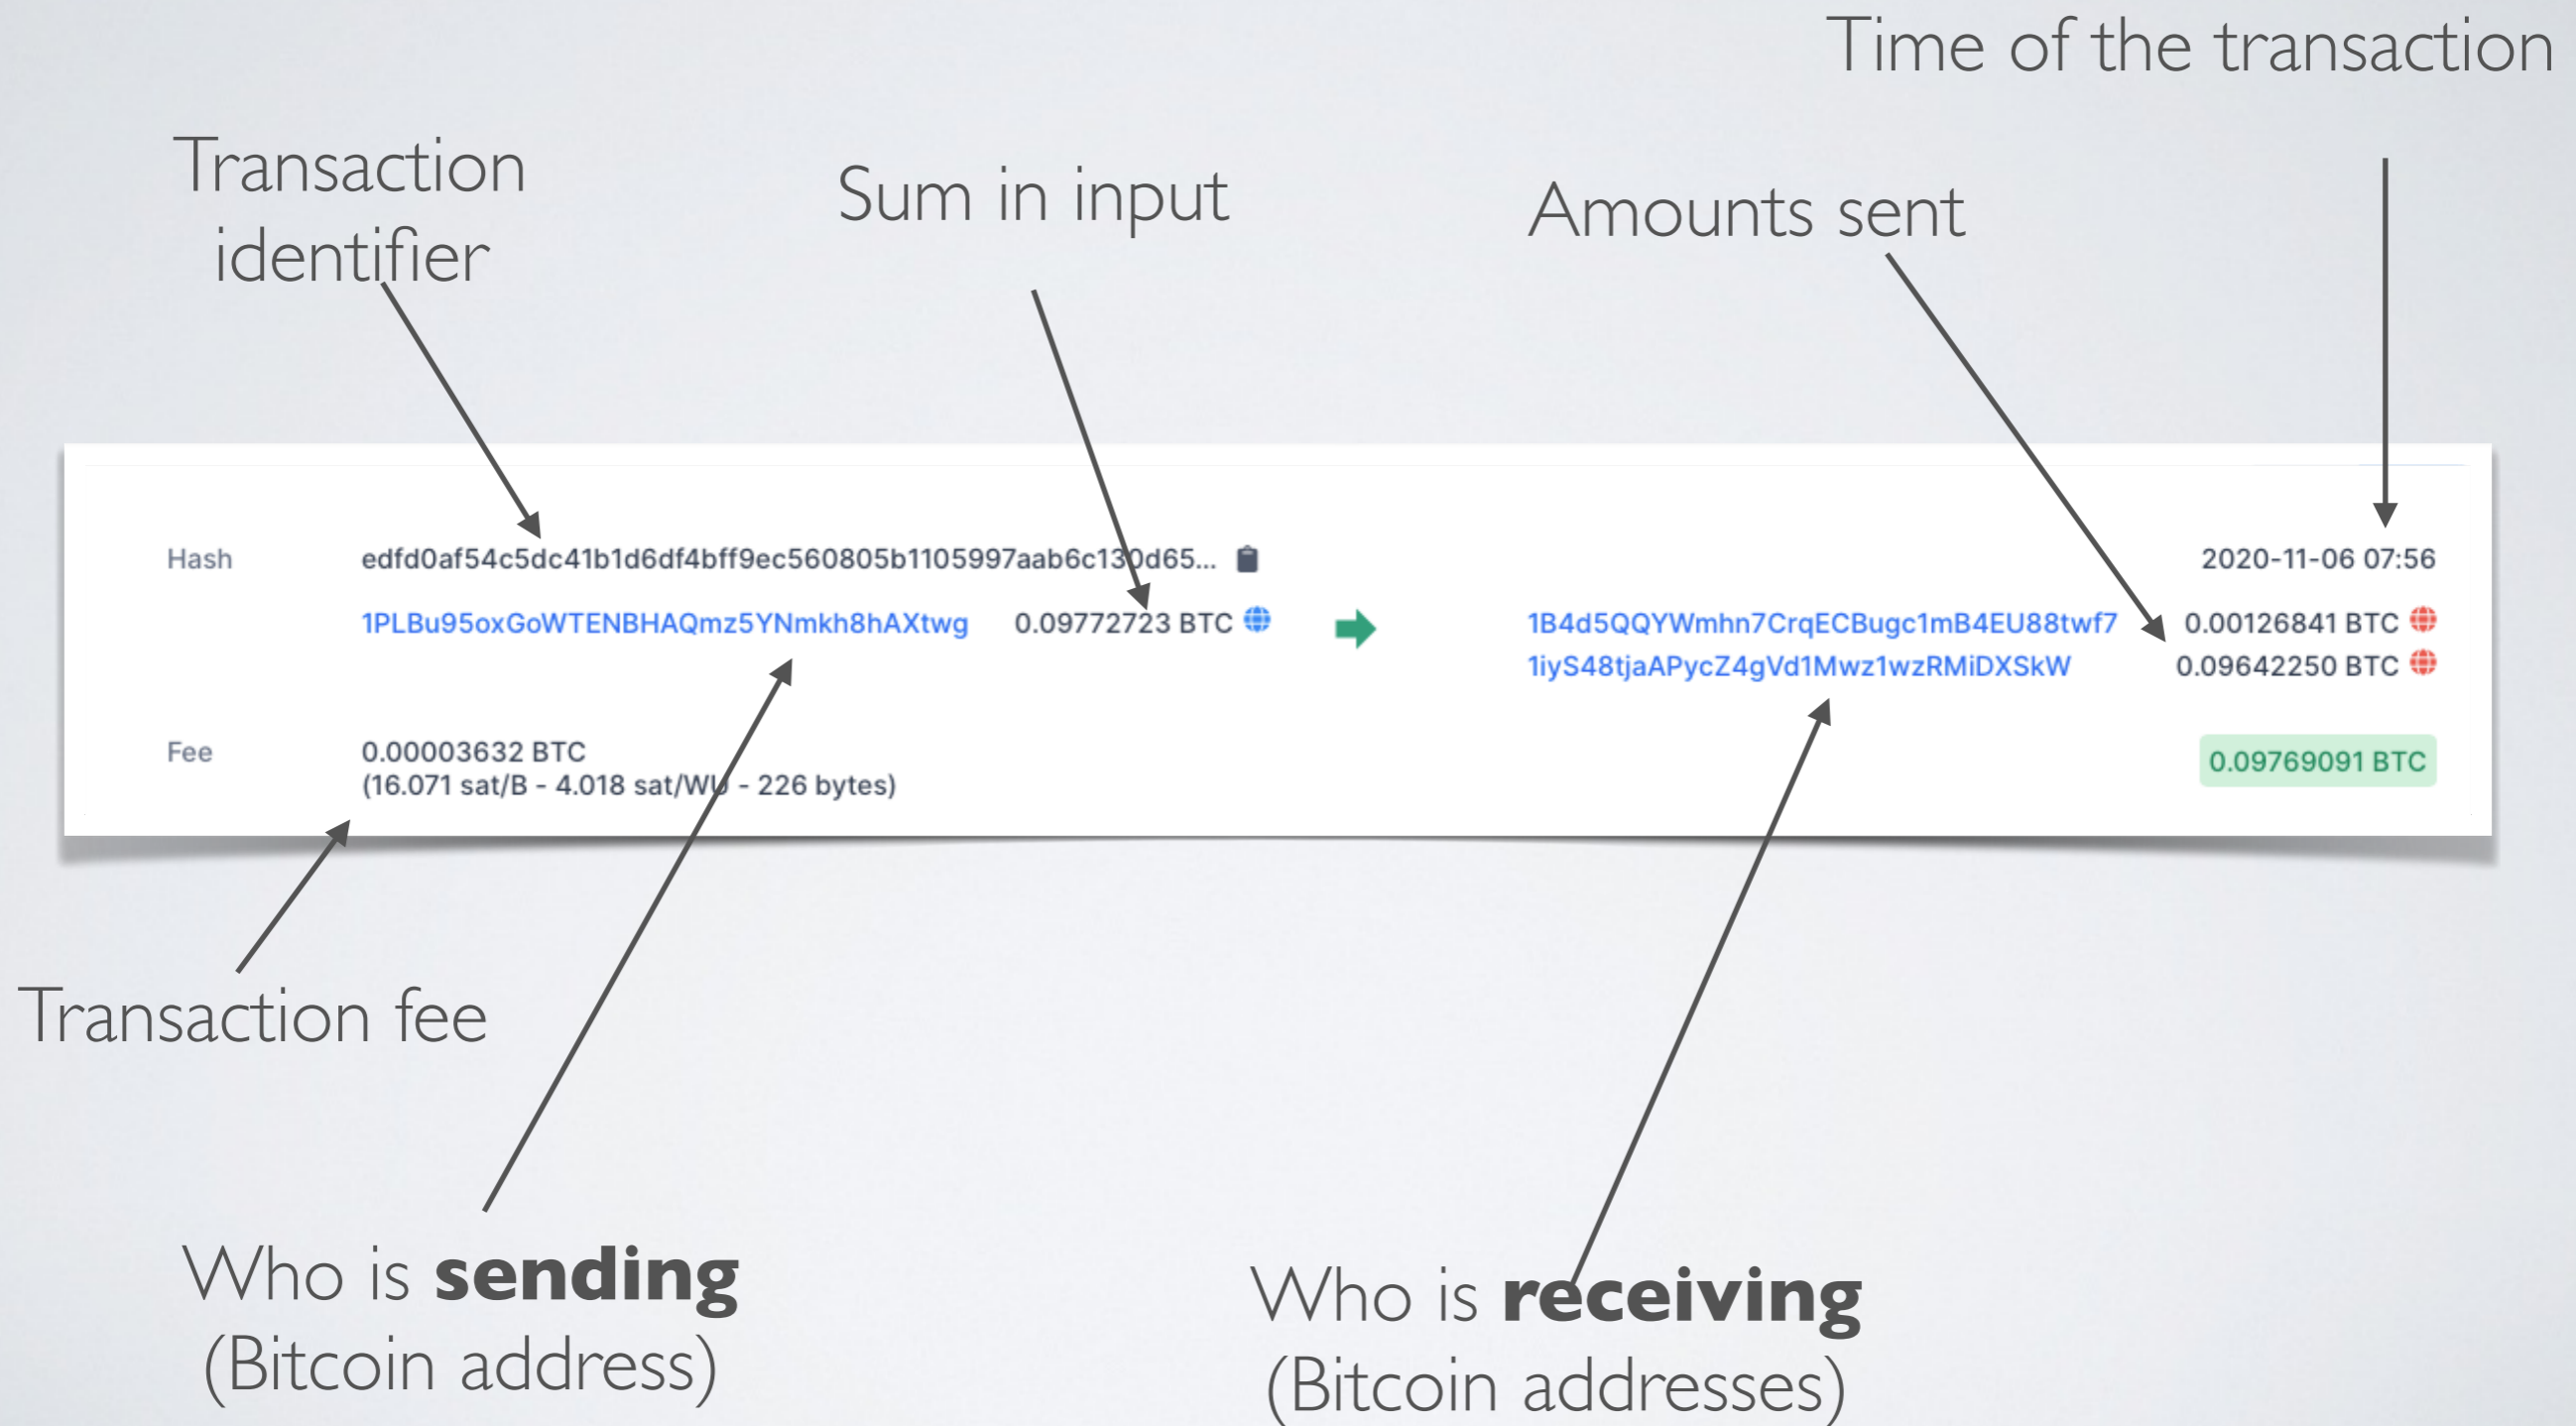 Time of the transaction
Transaction
identifier
Sum in input
Amounts sent
Hash
edfd0af54c5dc41b1d6df4bff9ec560805b1105997aab6c130d65...
2020-11-06 07:56
1PLBu95oxGoWTENBHAQmz5YNmkh8hAXtwg
0.09772723 BTC
1B4d5QQYWmhn7CrqECBugc1mB4EU88twf7
0.00126841 BTC
1iyS48tjaAPycZ4gVd1Mwz1wzRMiDXSkW
0.09642250 BTC
Fee
0.00003632 BTC
(16.071 sat/B - 4.018 sat/WU - 226 bytes)
0.09769091 BTC
Transaction fee
Who is sending
(Bitcoin address)
Who is receiving
(Bitcoin addresses)